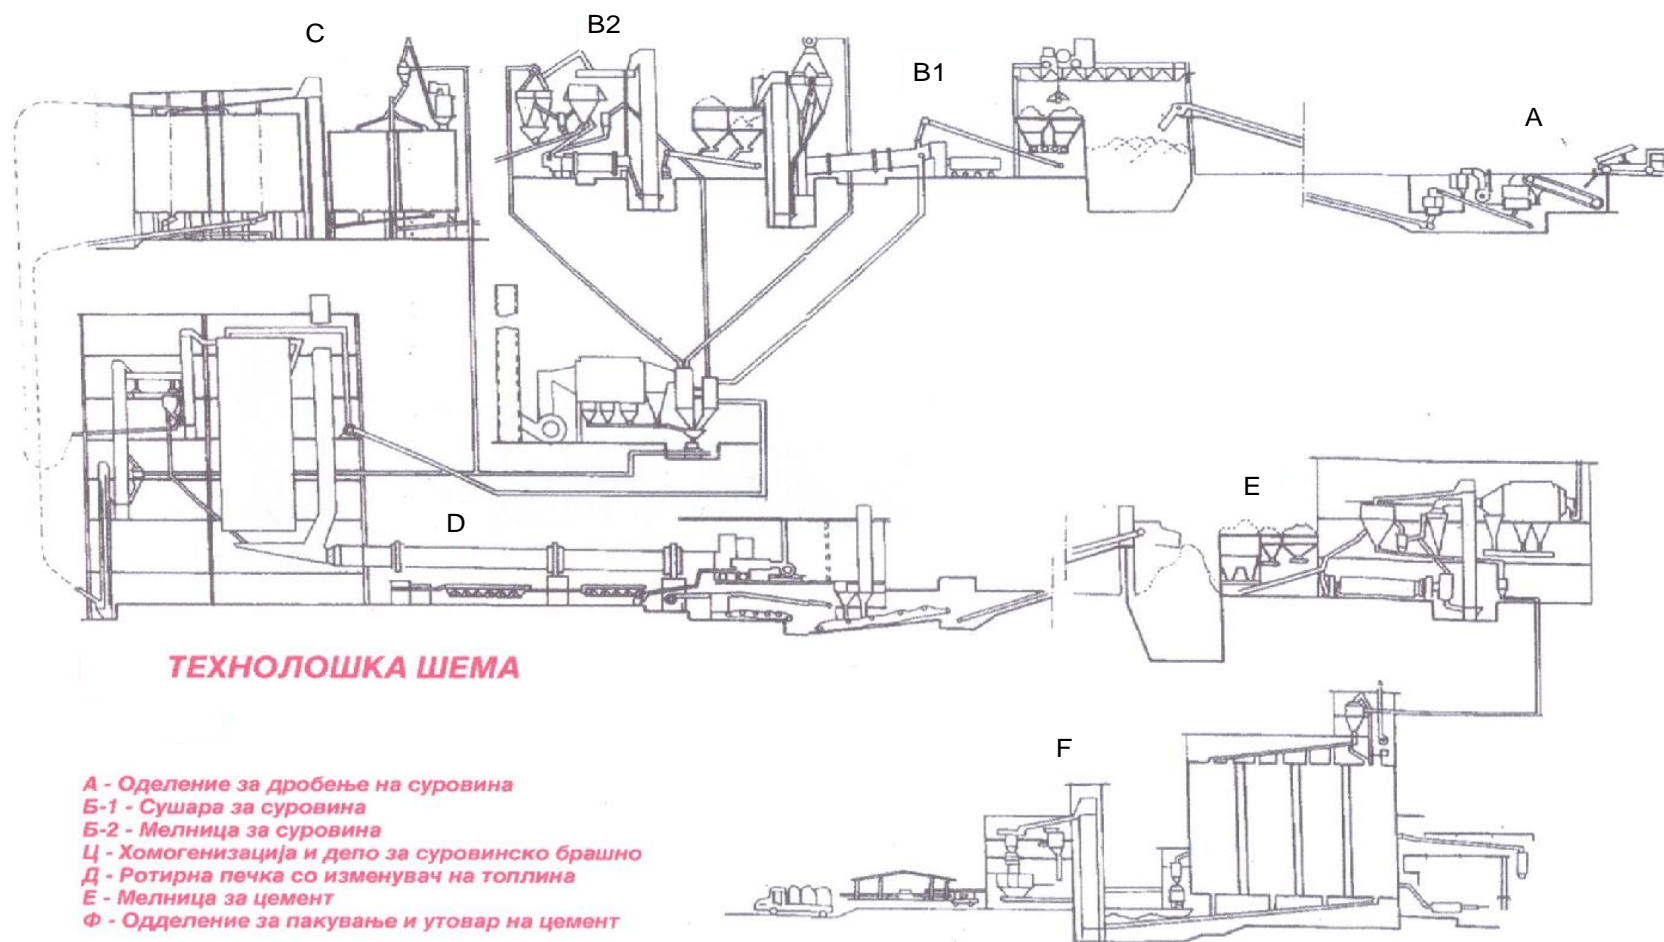 C
B2
B1
A
D
E
F
ТЕХНОЛОШКА ШЕМА
А - Оделение за дробење на суровина
Б-1 - Сушара за суровина
Б-2 - Мелница за суровина
Ц - Хомогенизација и депо за суровинско брашно
Д - Ротирна печка со изменувач на топлина
Е - Мелница за цемент
Ф - Одделение за пакување и утовар на цемент